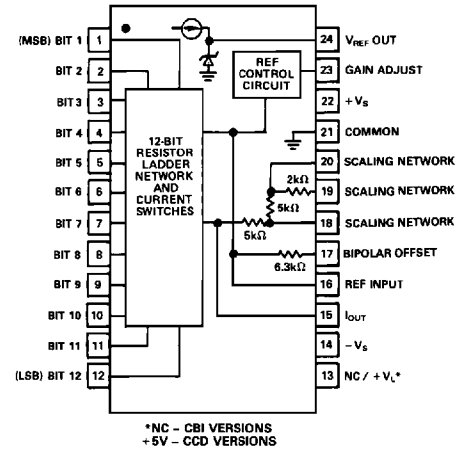 (MSB) BIT 1 1
BIT 2 2
BIT 3 3
BIT 4 4
BIT 5 5
BIT 6 6
BIT 7 7
BIT 8 8
BIT 9 9
BIT 10 10
BIT 11 11
(LSB) BIT 12 12
12-BIT
RESISTOR
LADDER
NETWORK
AND
CURRENT
SWITCHES
REF
CONTROL
CIRCUIT
2kΩ
5kΩ
5kΩ
6.3kΩ
24 VREF OUT
23 GAIN ADJUST
22 +VS
21 COMMON
20 SCALING NETWORK
19 SCALING NETWORK
18 SCALING NETWORK
17 BIPOLAR OFFSET
16 REF INPUT
15 IOUT
14 -VS
13 NC / +VL*
*NC – CBI VERSIONS
+5V – CCD VERSIONS